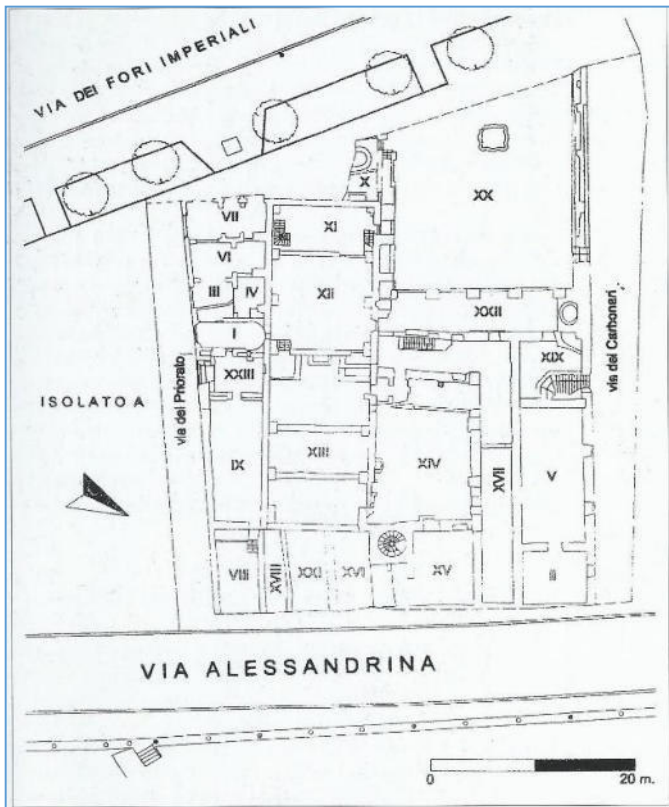 VIA DEI FORI IMPERIALI
X
XX
VII
XI
VI
XII
III
IV
I
XXII
XXIII
XIX
via del Priorato
via dei Carbonari
ISOLATO A
IX
XIII
XIV
XVII
V
VIII
XVIII
XXI
XVI
XV
II
VIA ALESSANDRINA
0
20 m.